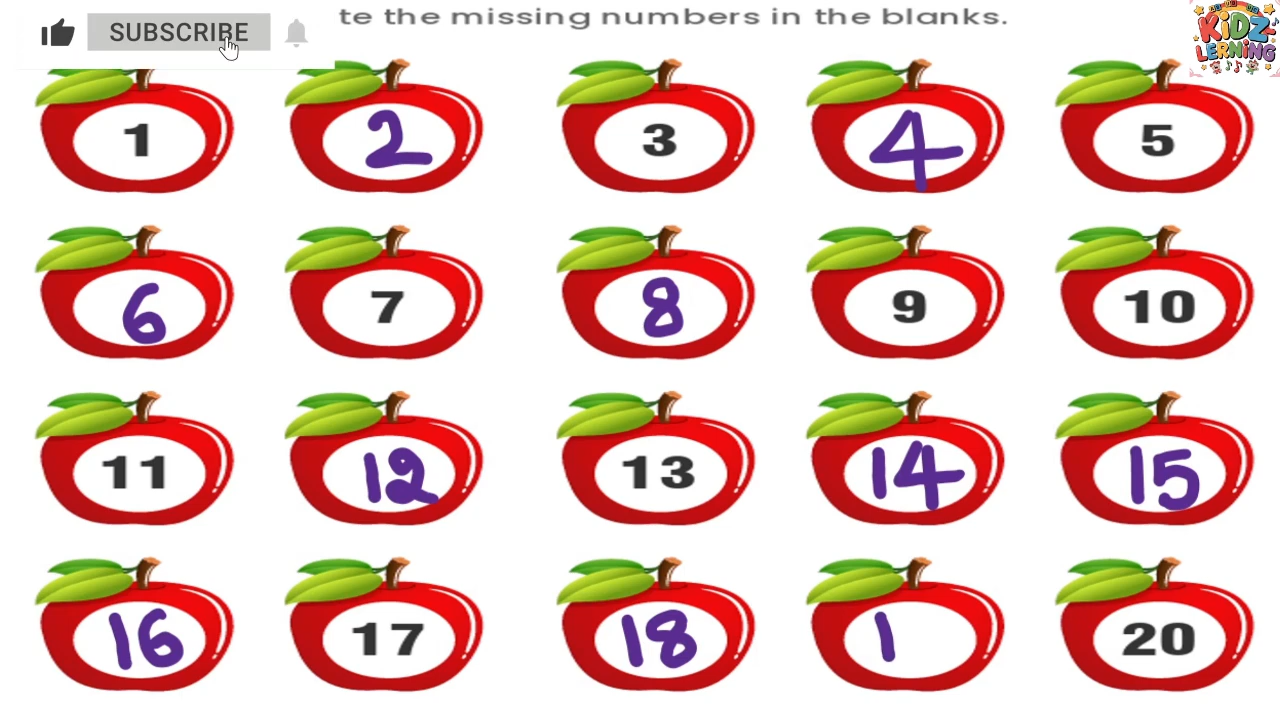 SUBSCRIBE
te the missing numbers in the blanks.
KiDZ
LERNING
1 2 3 4 5
6 7 8 9 10
11 12 13 14 15
16 17 18 1 20